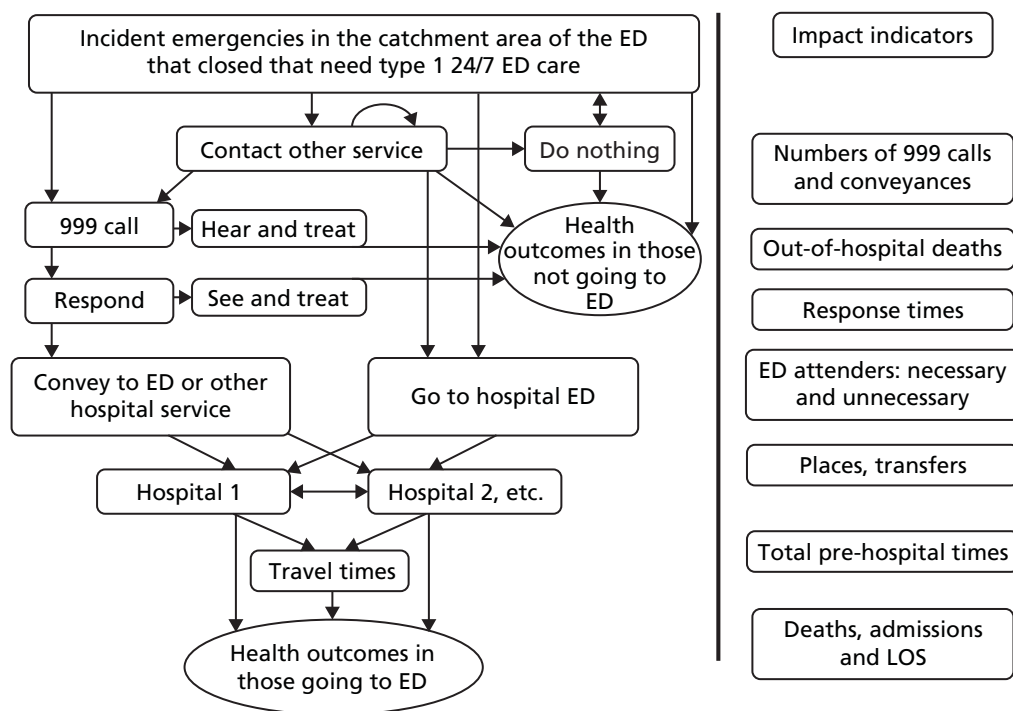 Incident emergencies in the catchment area of the ED
that closed that need type 1 24/7 ED care
Contact other service
Do nothing
999 call
Hear and treat
Health
outcomes in those
not going to
ED
Respond
See and treat
Convey to ED or other
hospital service
Go to hospital ED
Hospital 1
Hospital 2, etc.
Travel times
Health outcomes in
those going to ED
Impact indicators
Numbers of 999 calls
and conveyances
Out-of-hospital deaths
Response times
ED attenders: necessary
and unnecessary
Places, transfers
Total pre-hospital times
Deaths, admissions
and LOS